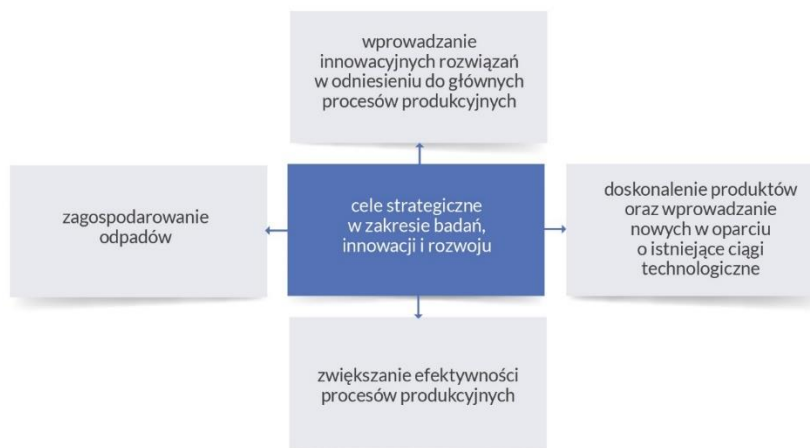 wprowadzanie
innowacyjnych rozwiązań
w odniesieniu do głównych
procesów produkcyjnych
zagospodarowanie
odpadów
cele strategiczne
w zakresie badań,
innowacji i rozwoju
doskonalenie produktów
oraz wprowadzanie
nowych w oparciu
o istniejące ciągi
technologiczne
zwiększanie efektywności
procesów produkcyjnych